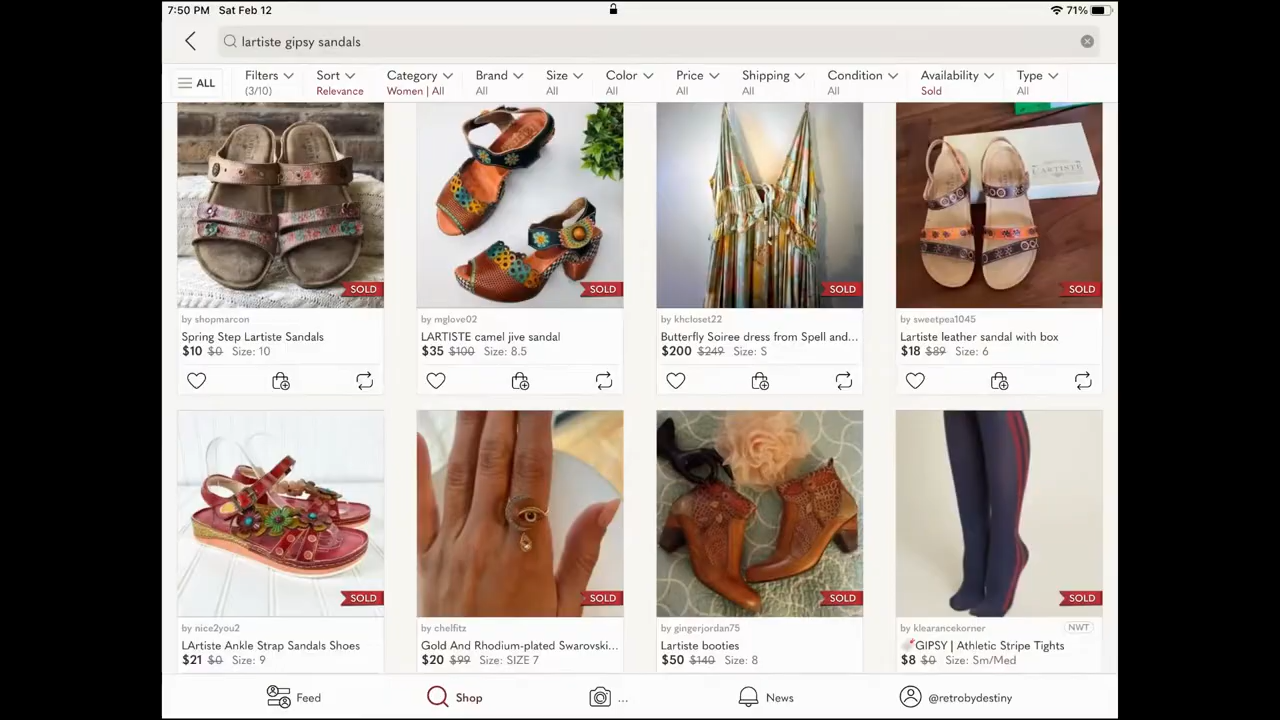 7:50 PM Sat Feb 12 71%
lartiste gipsy sandals
ALL Filters Sort Category Brand Size Color Price Shipping Condition Availability Type
(3/10) Relevance Women | All All All All All All All Sold All
SOLD SOLD SOLD SOLD
by shopmarcon by mglove02 by khcloset22 by sweetpea1045
Spring Step Lartiste Sandals LARTISTE camel jive sandal Butterfly Soiree dress from Spell and... Lartiste leather sandal with box
$10 $0 Size: 10 $35 $100 Size: 8.5 $200 $249 Size: S $18 $89 Size: 6
SOLD SOLD SOLD SOLD
by nice2you2 by chelfitz by gingerjordan75 by klearancekorner NWT
LArtiste Ankle Strap Sandals Shoes Gold And Rhodium-plated Swarovski... Lartiste booties GIPSY | Athletic Stripe Tights
$21 $0 Size: 9 $20 $99 Size: SIZE 7 $50 $140 Size: 8 $8 $0 Size: Sm/Med
Feed Shop ... News @retrobydestiny